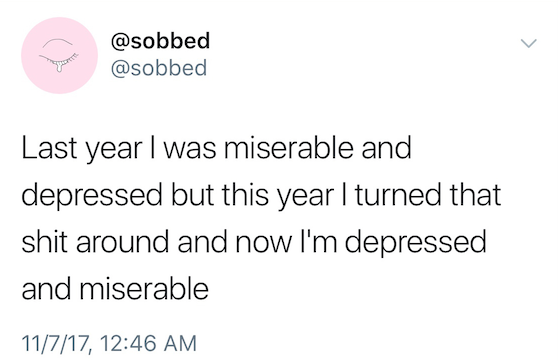 @sobbed
@sobbed
Last year I was miserable and
depressed but this year I turned that
shit around and now I'm depressed
and miserable
11/7/17, 12:46 AM